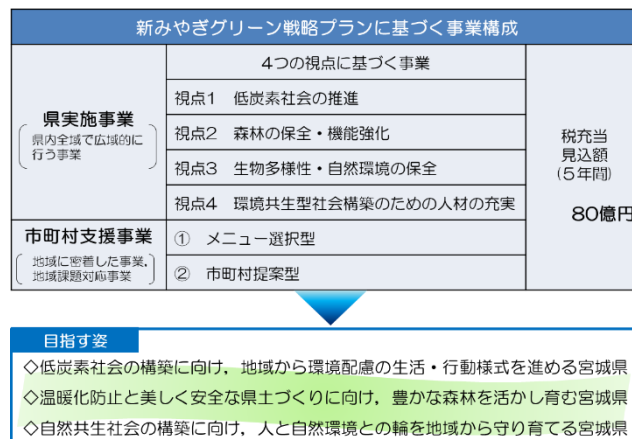 新みやぎグリーン戦略プランに基づく事業構成
県実施事業
県内全域で広域的に
行う事業
4つの視点に基づく事業
視点1 低炭素社会の推進
視点2 森林の保全・機能強化
視点3 生物多様性・自然環境の保全
視点4 環境共生型社会構築のための人材の充実
市町村支援事業
地域に密着した事業,
地域課題対応事業
① メニュー選択型
② 市町村提案型
税充当
見込額
(5年間)
80億円
目指す姿
◇低炭素社会の構築に向け，地域から環境配慮の生活・行動様式を進める宮城県
◇温暖化防止と美しく安全な県土づくりに向け，豊かな森林を活かし育む宮城県
◇自然共生社会の構築に向け，人と自然環境との輪を地域から守り育てる宮城県